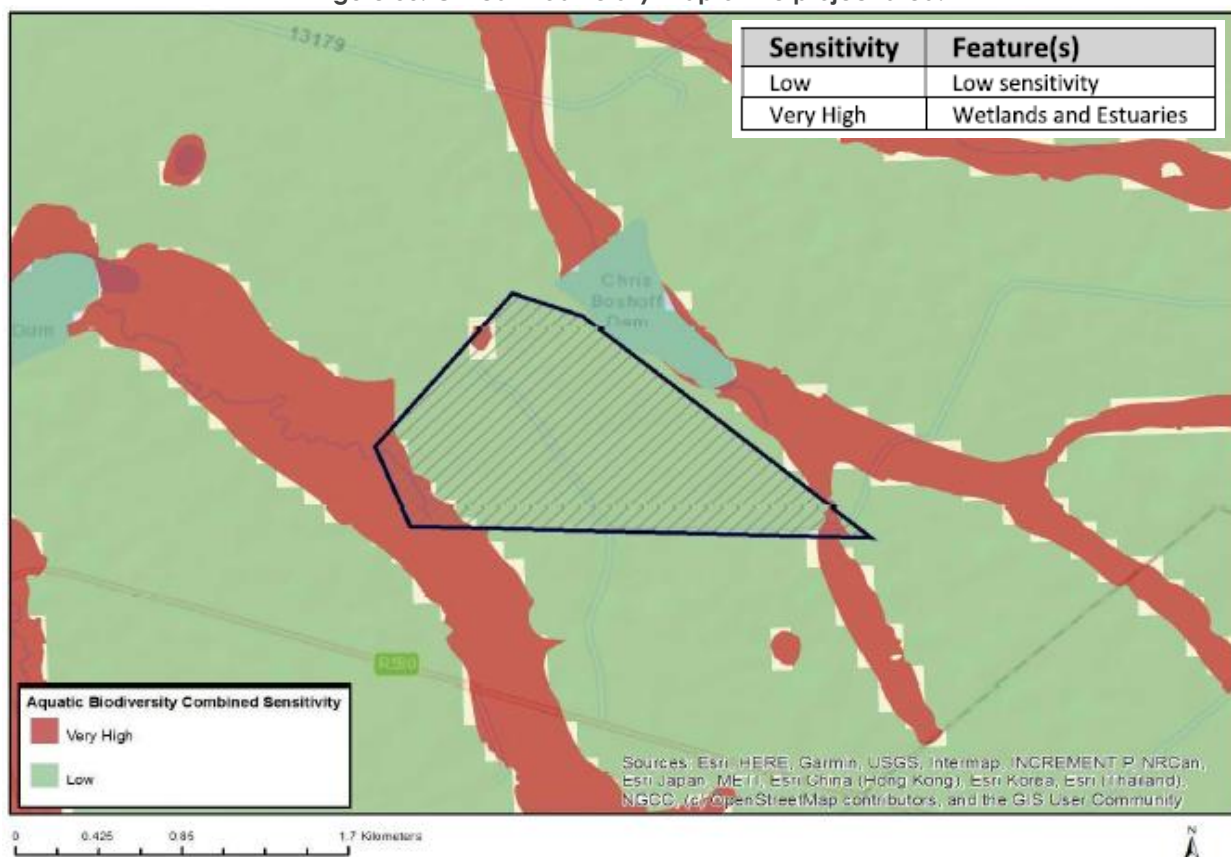 13179
Sensitivity Feature(s)
Low Low sensitivity
Very High Wetlands and Estuaries
Chris
Boshoff
Dam
Dam
Aquatic Biodiversity Combined Sensitivity
Very High
Low
Sources: Esri, HERE, Garmin, USGS, Intermap, INCREMENT P, NRCan,
Esri Japan, METI, Esri China (Hong Kong), Esri Korea, Esri (Thailand),
NGCC, (c) OpenStreetMap contributors, and the GIS User Community
0 0.425 0.85 1.7 Kilometers
N